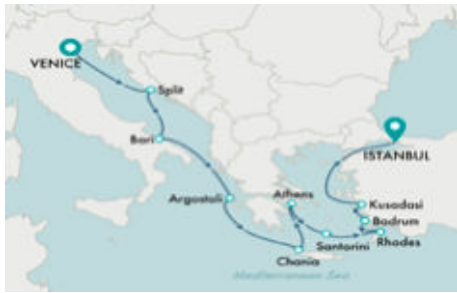 VENICE
Split
Bari
ISTANBUL
Argostoli
Athens
Kusadasi
Bodrum
Rhodes
Santorini
Chania
Mediterranean Sea